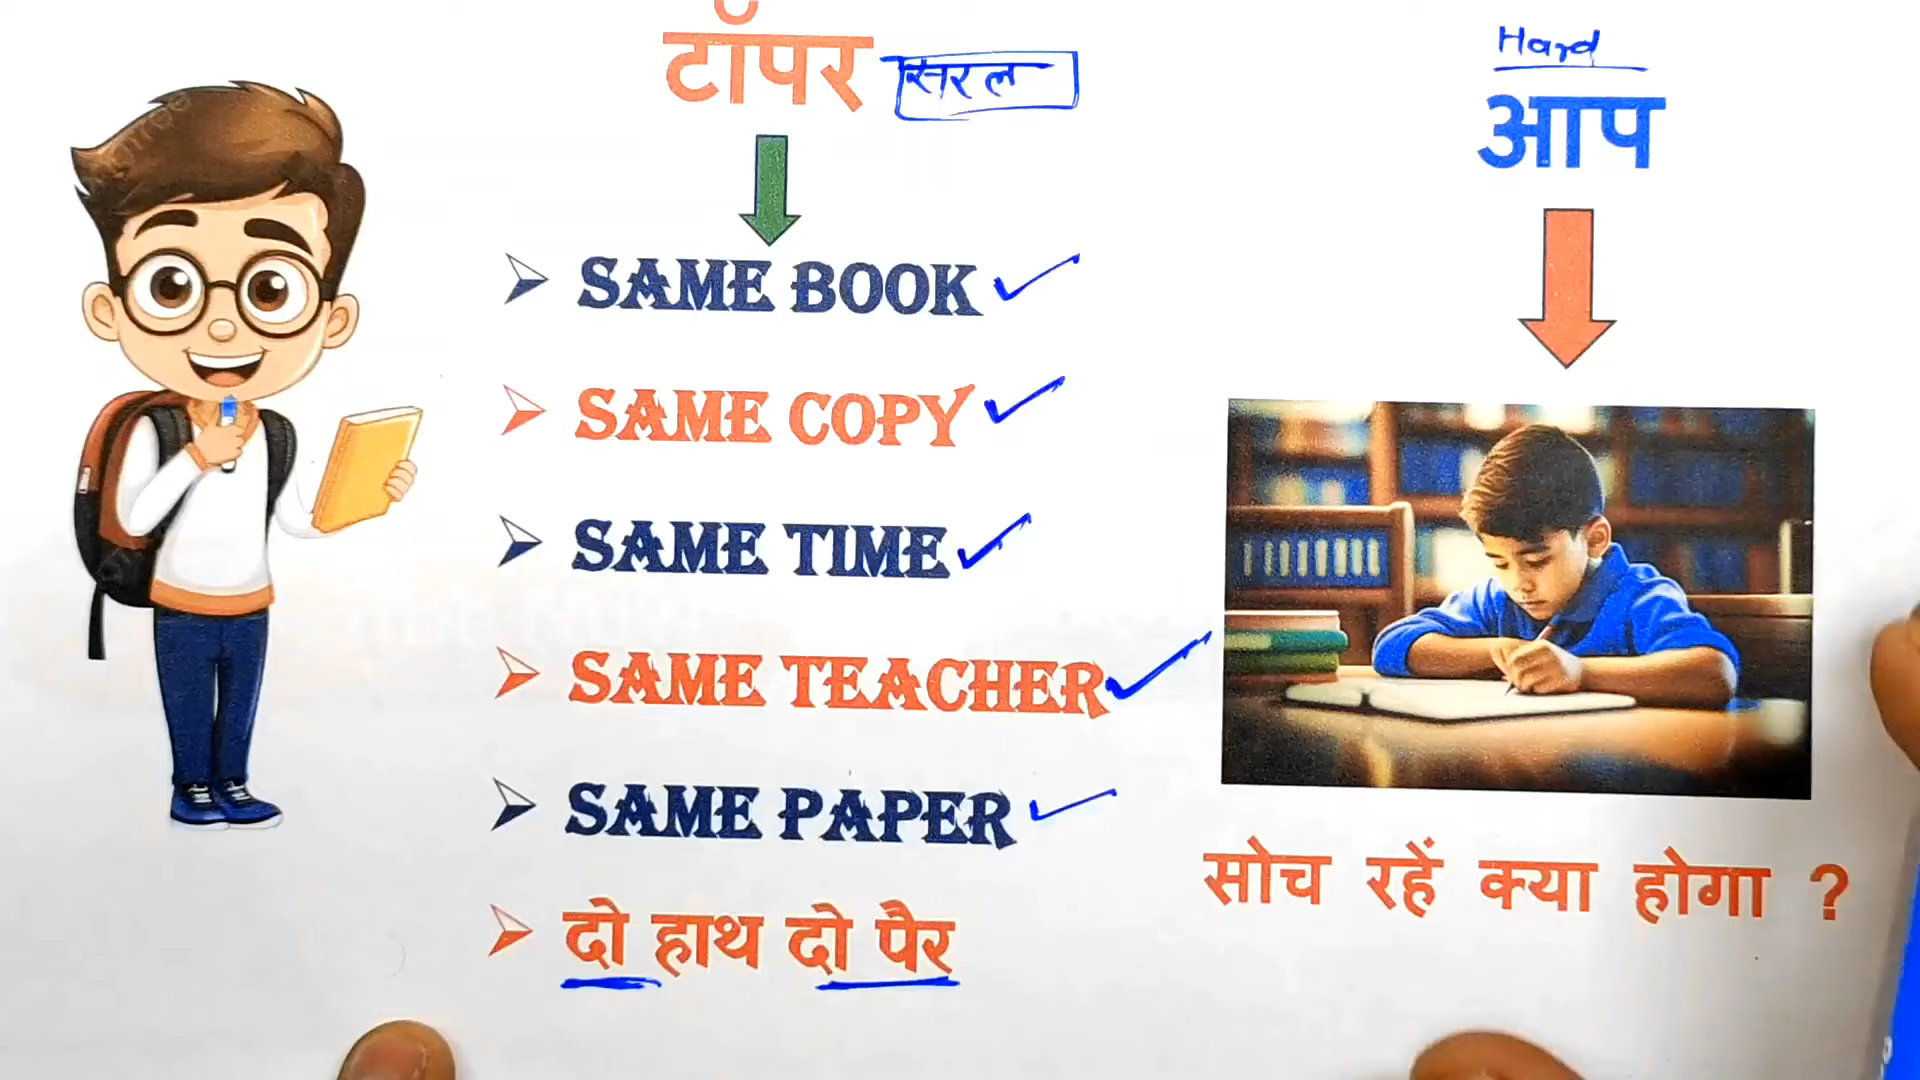 टॉपर सरल
SAME BOOK
SAME COPY
SAME TIME
SAME TEACHER
SAME PAPER
दो हाथ दो पैर
Hard
आप
सोच रहें क्या होगा ?